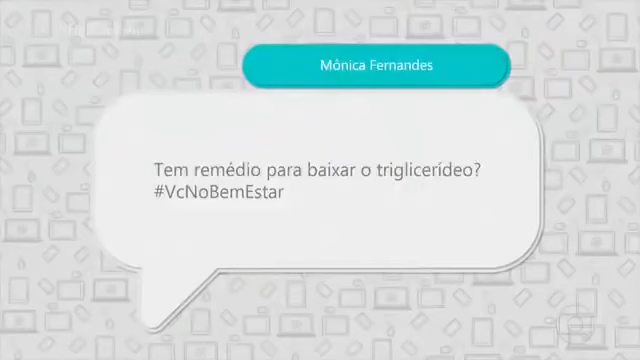 Mônica Fernandes
Tem remédio para baixar o triglicerídeo?
#VcNoBemEstar